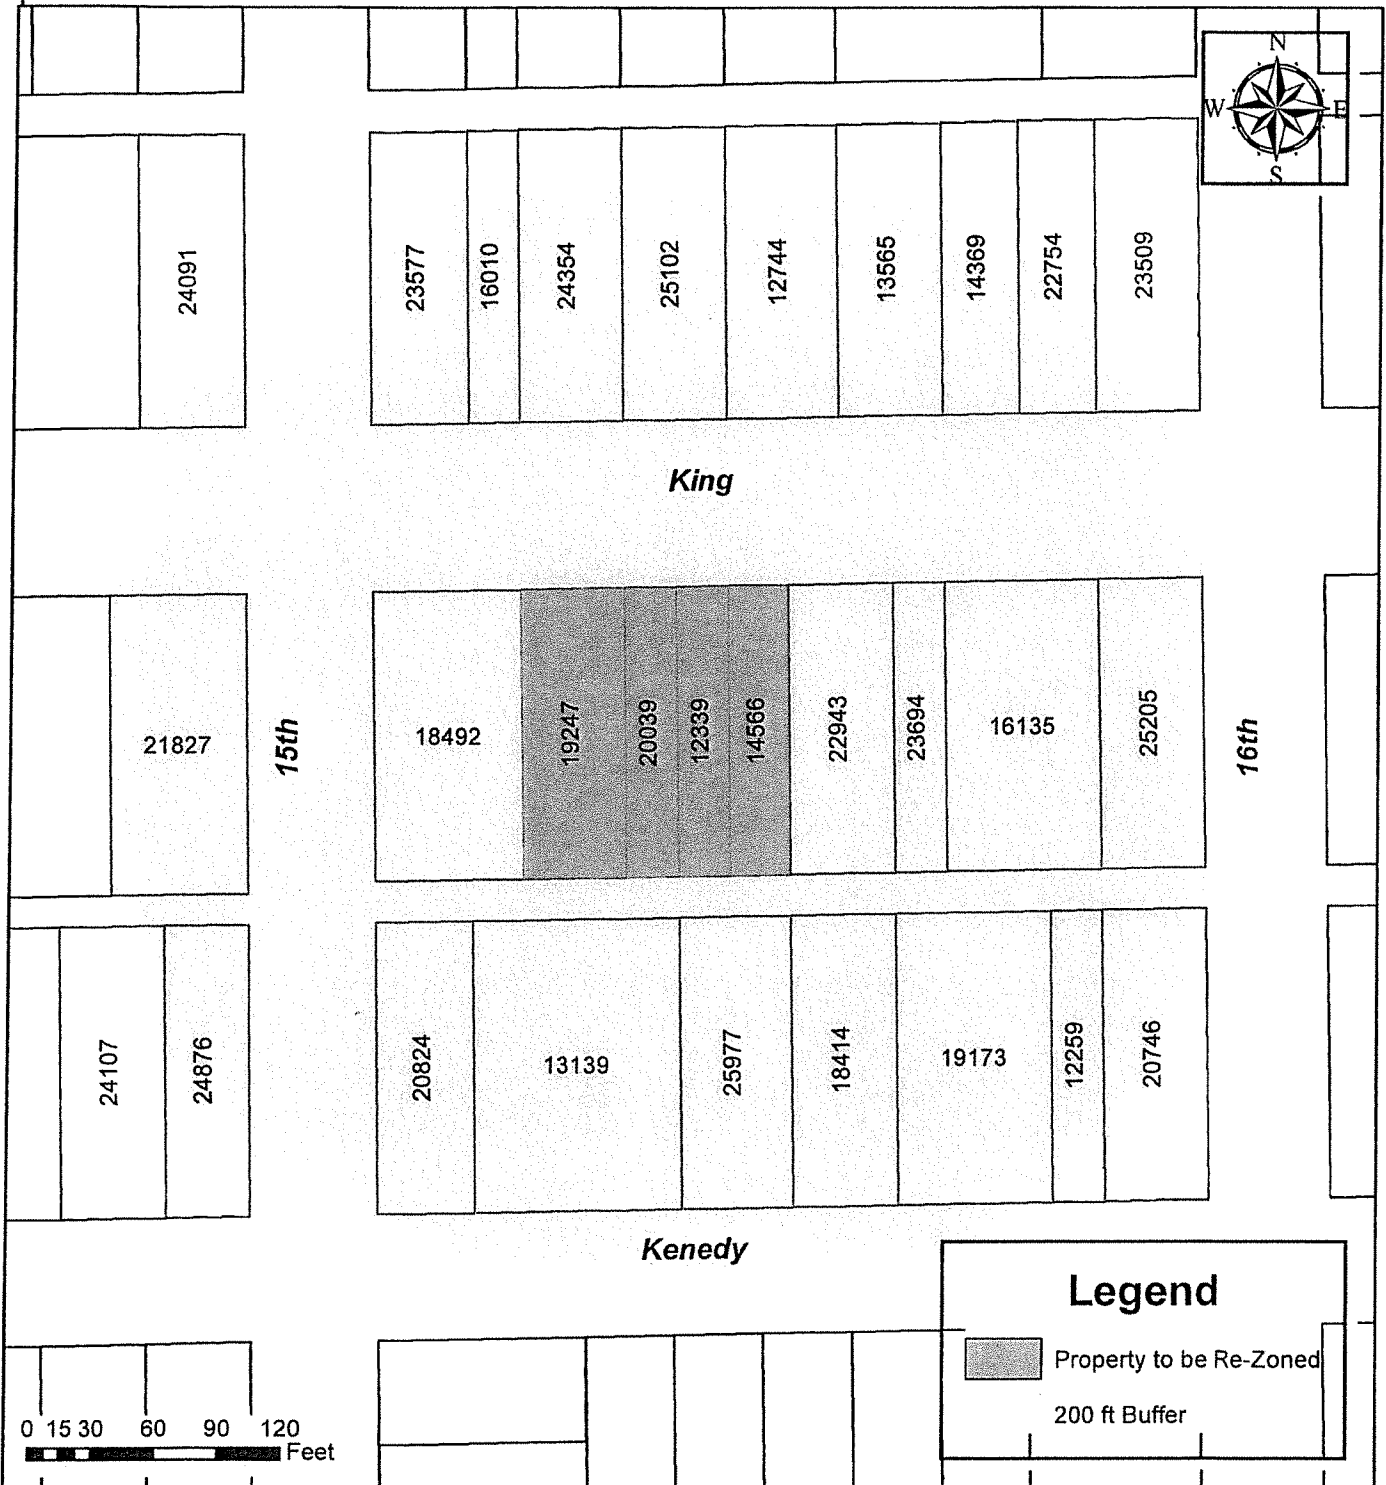 N
W E
S
24091
23577
16010
24354
25102
12744
13565
14369
22754
23509
King
21827
15th
18492
19247
20039
12339
14566
22943
23694
16135
25205
16th
24107
24876
20824
13139
25977
18414
19173
12259
20746
Kenedy
Legend
Property to be Re-Zoned
200 ft Buffer
0 15 30 60 90 120
Feet